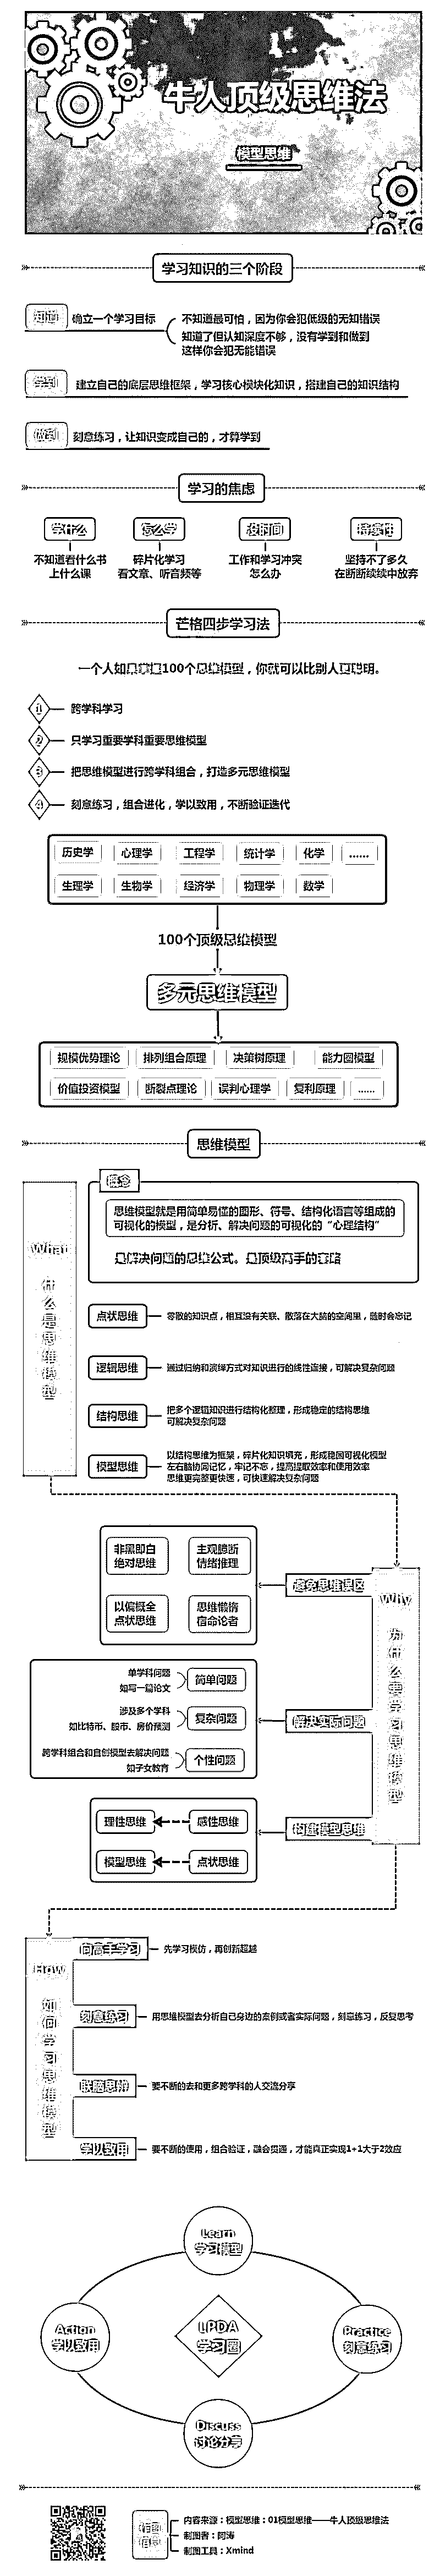 牛人顶级思维法
模型思维
学习知识的三个阶段
知道
确立一个学习目标
不知道最可怕，因为你会犯低级的无知错误
知道了但认知深度不够，没有学到和做到
这样你会犯无能错误
学到
建立自己的底层思维框架，学习核心模块化知识，搭建自己的知识结构
做到
刻意练习，让知识变成自己的，才算学到
学习的焦虑
学什么
怎么学
没时间
持续性
不知道看什么书
上什么课
碎片化学习
看文章、听音频等
工作和学习冲突
怎么办
坚持不了多久
在断断续续中放弃
芒格四步学习法
一个人如果掌握100个思维模型，你就可以比别人更聪明。
1 跨学科学习
2 只学习重要学科重要思维模型
3 把思维模型进行跨学科组合，打造多元思维模型
4 刻意练习，组合进化，学以致用，不断验证迭代
历史学 心理学 工程学 统计学 化学 ......
生理学 生物学 经济学 物理学 数学
100个顶级思维模型
多元思维模型
规模优势理论 排列组合原理 决策树原理 能力圈模型
价值投资模型 断裂点理论 误判心理学 复利原理 ......
思维模型
What
什么是思维模型
概念
思维模型就是用简单易懂的图形、符号、结构化语言等组成的
可视化的模型，是分析、解决问题的可视化的“心理结构”
是解决问题的思维公式。是顶级高手的套路
点状思维
零散的知识点，相互没有关联、散落在大脑的空间里，随时会忘记
逻辑思维
通过归纳和演绎方式对知识进行的线性连接，可解决复杂问题
结构思维
把多个逻辑知识进行结构化整理，形成稳定的结构思维
可解决复杂问题
模型思维
以结构思维为框架，碎片化知识填充，形成稳固可视化模型
左右脑协同记忆，牢记不忘，提高提取效率和使用效率
思维更完整更快速，可快速解决复杂问题
Why
为什么要学习思维模型
避免思维误区
非黑即白
绝对思维
主观臆断
情绪推理
以偏概全
点状思维
思维懒惰
宿命论者
解决实际问题
单学科问题
如写一篇论文
简单问题
涉及多个学科
如比特币、股市、房价预测
复杂问题
跨学科组合和自创模型去解决问题
如子女教育
个性问题
构建模型思维
理性思维 感性思维
模型思维 点状思维
How
如何学习思维模型
向高手学习
先学习模仿，再创新超越
刻意练习
用思维模型去分析自己身边的案例或者实际问题，刻意练习，反复思考
联脑思辨
要不断的去和更多跨学科的人交流分享
学以致用
要不断的使用，组合验证，融会贯通，才能真正实现1+1大于2效应
Learn
学习模型
Action
学以致用
LPDA
学习圈
Practice
刻意练习
Discuss
讨论分享
内容来源：模型思维：01模型思维——牛人顶级思维法
制图者：阿涛
制图工具：Xmind